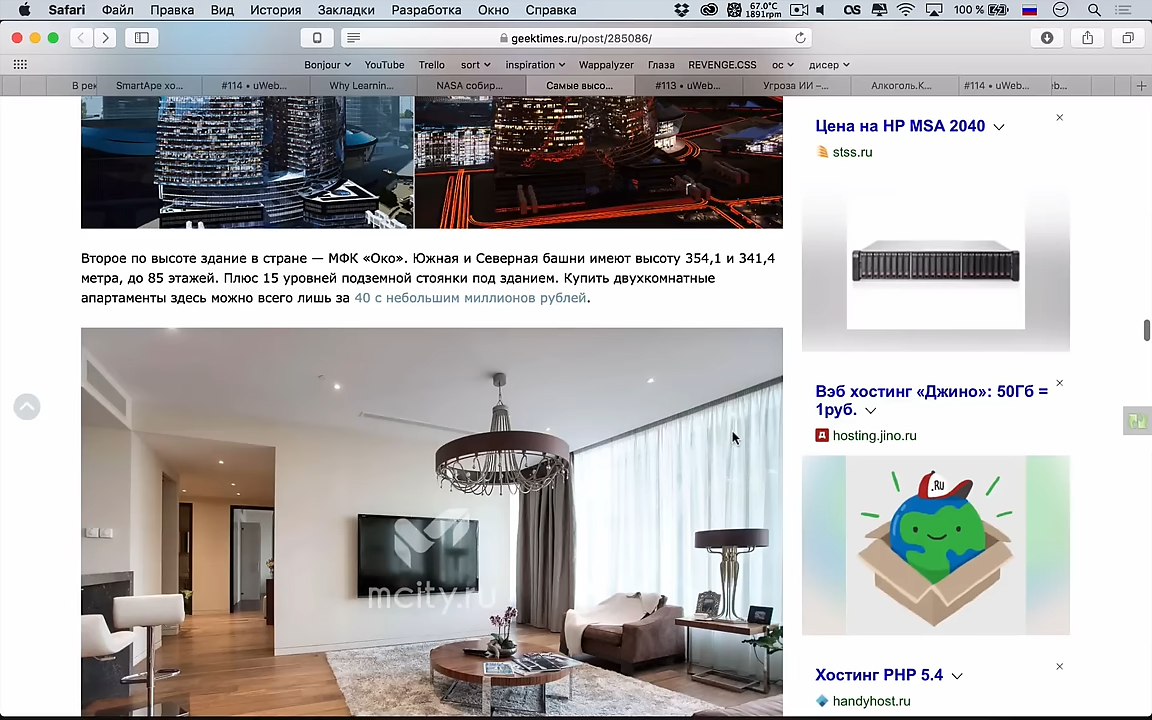 Safari Файл Правка Вид История Закладки Разработка Окно Справка
67.0°C
1891rpm
100 %
geektimes.ru/post/285086/
Bonjour YouTube Trello sort inspiration Wappalyzer Глаза REVENGE.CSS ос дисер
В рек SmartApe хо... #114 • uWeb... Why Learnin... NASA собир... Самые высо... #113 • uWeb... Угроза ИИ –... Алкоголь.К... #114 • uWeb...
Второе по высоте здание в стране — МФК «Око». Южная и Северная башни имеют высоту 354,1 и 341,4
метра, до 85 этажей. Плюс 15 уровней подземной стоянки под зданием. Купить двухкомнатные
апартаменты здесь можно всего лишь за 40 с небольшим миллионов рублей.
mcity.ru
Цена на HP MSA 2040
stss.ru
Вэб хостинг «Джино»: 50Гб =
1руб.
hosting.jino.ru
.RU
Хостинг PHP 5.4
handyhost.ru